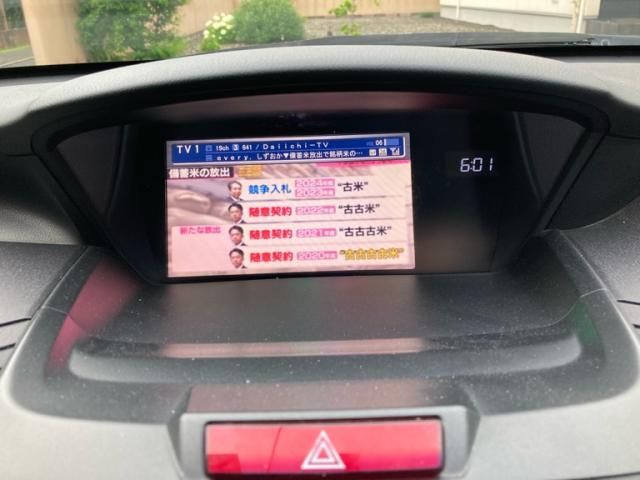 TV1 19ch 3 641/Daiichi-TV
every.しずおか▼備蓄米放出で銘柄米の…
6:01
備蓄米の放出
競争入札 2024年産 2023年産 “古米”
随意契約 2022年産 “古古米”
新たな放出
随意契約 2021年産 “古古古米”
随意契約 2020年産 “古古古古米”